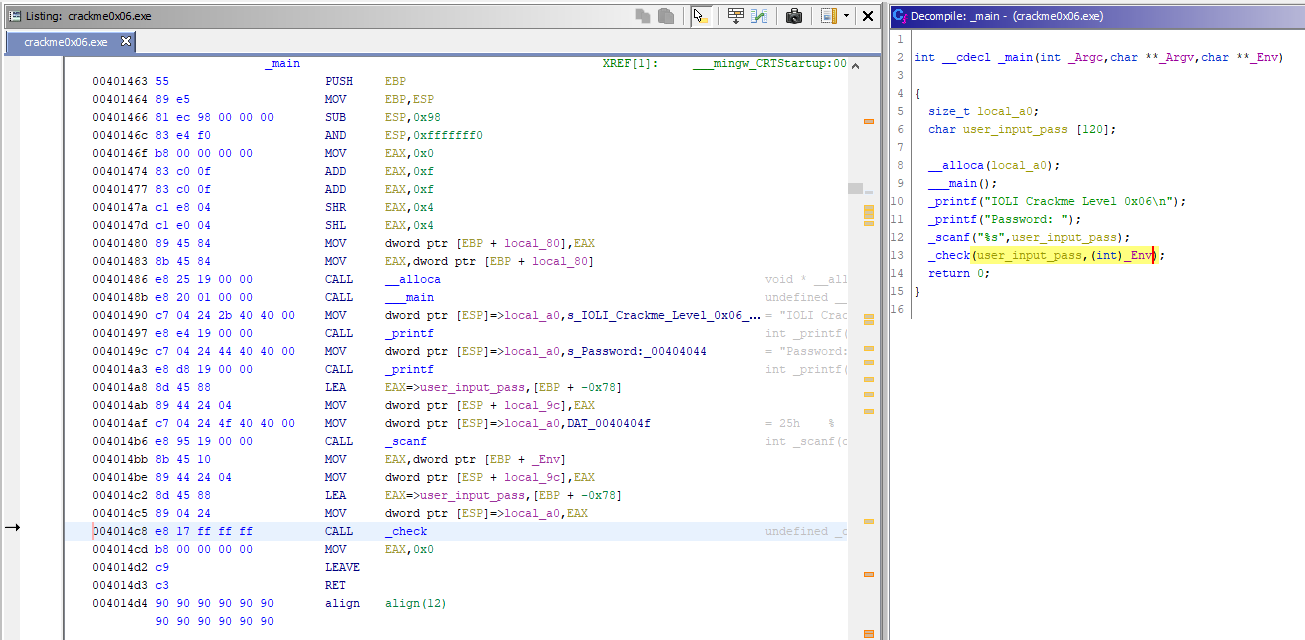 Listing: crackme0x06.exe
crackme0x06.exe
_main XREF[1]: ___mingw_CRTStartup:00
00401463 55 PUSH EBP
00401464 89 e5 MOV EBP,ESP
00401466 81 ec 98 00 00 00 SUB ESP,0x98
0040146c 83 e4 f0 AND ESP,0xfffffff0
0040146f b8 00 00 00 00 MOV EAX,0x0
00401474 83 c0 0f ADD EAX,0xf
00401477 83 c0 0f ADD EAX,0xf
0040147a c1 e8 04 SHR EAX,0x4
0040147d c1 e0 04 SHL EAX,0x4
00401480 89 45 84 MOV dword ptr [EBP + local_80],EAX
00401483 8b 45 84 MOV EAX,dword ptr [EBP + local_80]
00401486 e8 25 19 00 00 CALL __alloca void * __all
0040148b e8 20 01 00 00 CALL ___main undefined __
00401490 c7 04 24 2b 40 40 00 MOV dword ptr [ESP]=>local_a0,s_IOLI_Crackme_Level_0x06_... = "IOLI Crac
00401497 e8 e4 19 00 00 CALL _printf int _printf(
0040149c c7 04 24 44 40 40 00 MOV dword ptr [ESP]=>local_a0,s_Password:_00404044 = "Password:
004014a3 e8 d8 19 00 00 CALL _printf int _printf(
004014a8 8d 45 88 LEA EAX=>user_input_pass,[EBP + -0x78]
004014ab 89 44 24 04 MOV dword ptr [ESP + local_9c],EAX
004014af c7 04 24 4f 40 40 00 MOV dword ptr [ESP]=>local_a0,DAT_0040404f = 25h %
004014b6 e8 95 19 00 00 CALL _scanf int _scanf(c
004014bb 8b 45 10 MOV EAX,dword ptr [EBP + _Env]
004014be 89 44 24 04 MOV dword ptr [ESP + local_9c],EAX
004014c2 8d 45 88 LEA EAX=>user_input_pass,[EBP + -0x78]
004014c5 89 04 24 MOV dword ptr [ESP]=>local_a0,EAX
004014c8 e8 17 ff ff ff CALL _check undefined _c
004014cd b8 00 00 00 00 MOV EAX,0x0
004014d2 c9 LEAVE
004014d3 c3 RET
004014d4 90 90 90 90 90 90 align align(12)
90 90 90 90 90 90
Decompile: _main - (crackme0x06.exe)
1
2 int __cdecl _main(int _Argc,char **_Argv,char **_Env)
3
4 {
5 size_t local_a0;
6 char user_input_pass [120];
7
8 __alloca(local_a0);
9 ___main();
10 _printf("IOLI Crackme Level 0x06\n");
11 _printf("Password: ");
12 _scanf("%s",user_input_pass);
13 _check(user_input_pass,(int)_Env);
14 return 0;
15 }
16